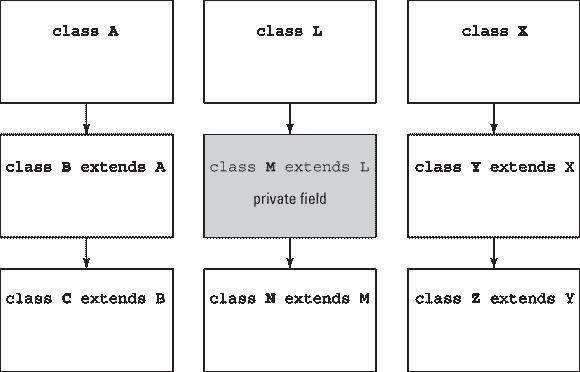 class A
class L
class X
class B extends A
class M extends L
private field
class Y extends X
class C extends B
class N extends M
class Z extends Y